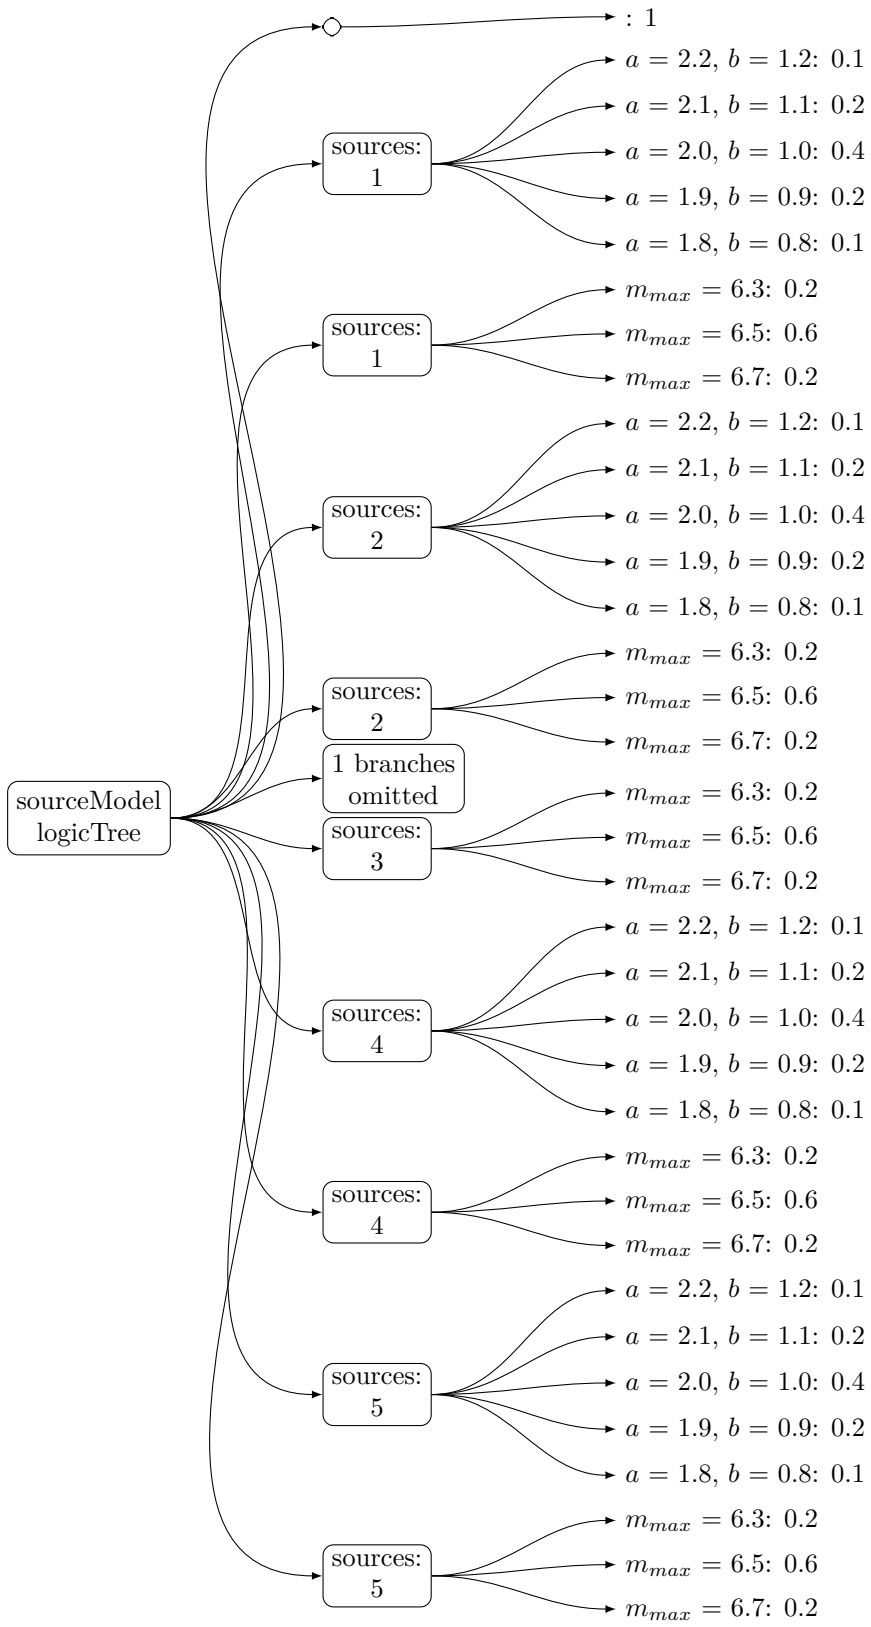 : 1
a = 2.2, b = 1.2: 0.1
a = 2.1, b = 1.1: 0.2
sources:
1
a = 2.0, b = 1.0: 0.4
a = 1.9, b = 0.9: 0.2
a = 1.8, b = 0.8: 0.1
m_max = 6.3: 0.2
sources:
1
m_max = 6.5: 0.6
m_max = 6.7: 0.2
a = 2.2, b = 1.2: 0.1
a = 2.1, b = 1.1: 0.2
sources:
2
a = 2.0, b = 1.0: 0.4
a = 1.9, b = 0.9: 0.2
a = 1.8, b = 0.8: 0.1
m_max = 6.3: 0.2
sources:
2
m_max = 6.5: 0.6
m_max = 6.7: 0.2
1 branches
omitted
sourceModel
logicTree
m_max = 6.3: 0.2
sources:
3
m_max = 6.5: 0.6
m_max = 6.7: 0.2
a = 2.2, b = 1.2: 0.1
a = 2.1, b = 1.1: 0.2
sources:
4
a = 2.0, b = 1.0: 0.4
a = 1.9, b = 0.9: 0.2
a = 1.8, b = 0.8: 0.1
m_max = 6.3: 0.2
sources:
4
m_max = 6.5: 0.6
m_max = 6.7: 0.2
a = 2.2, b = 1.2: 0.1
a = 2.1, b = 1.1: 0.2
sources:
5
a = 2.0, b = 1.0: 0.4
a = 1.9, b = 0.9: 0.2
a = 1.8, b = 0.8: 0.1
m_max = 6.3: 0.2
sources:
5
m_max = 6.5: 0.6
m_max = 6.7: 0.2